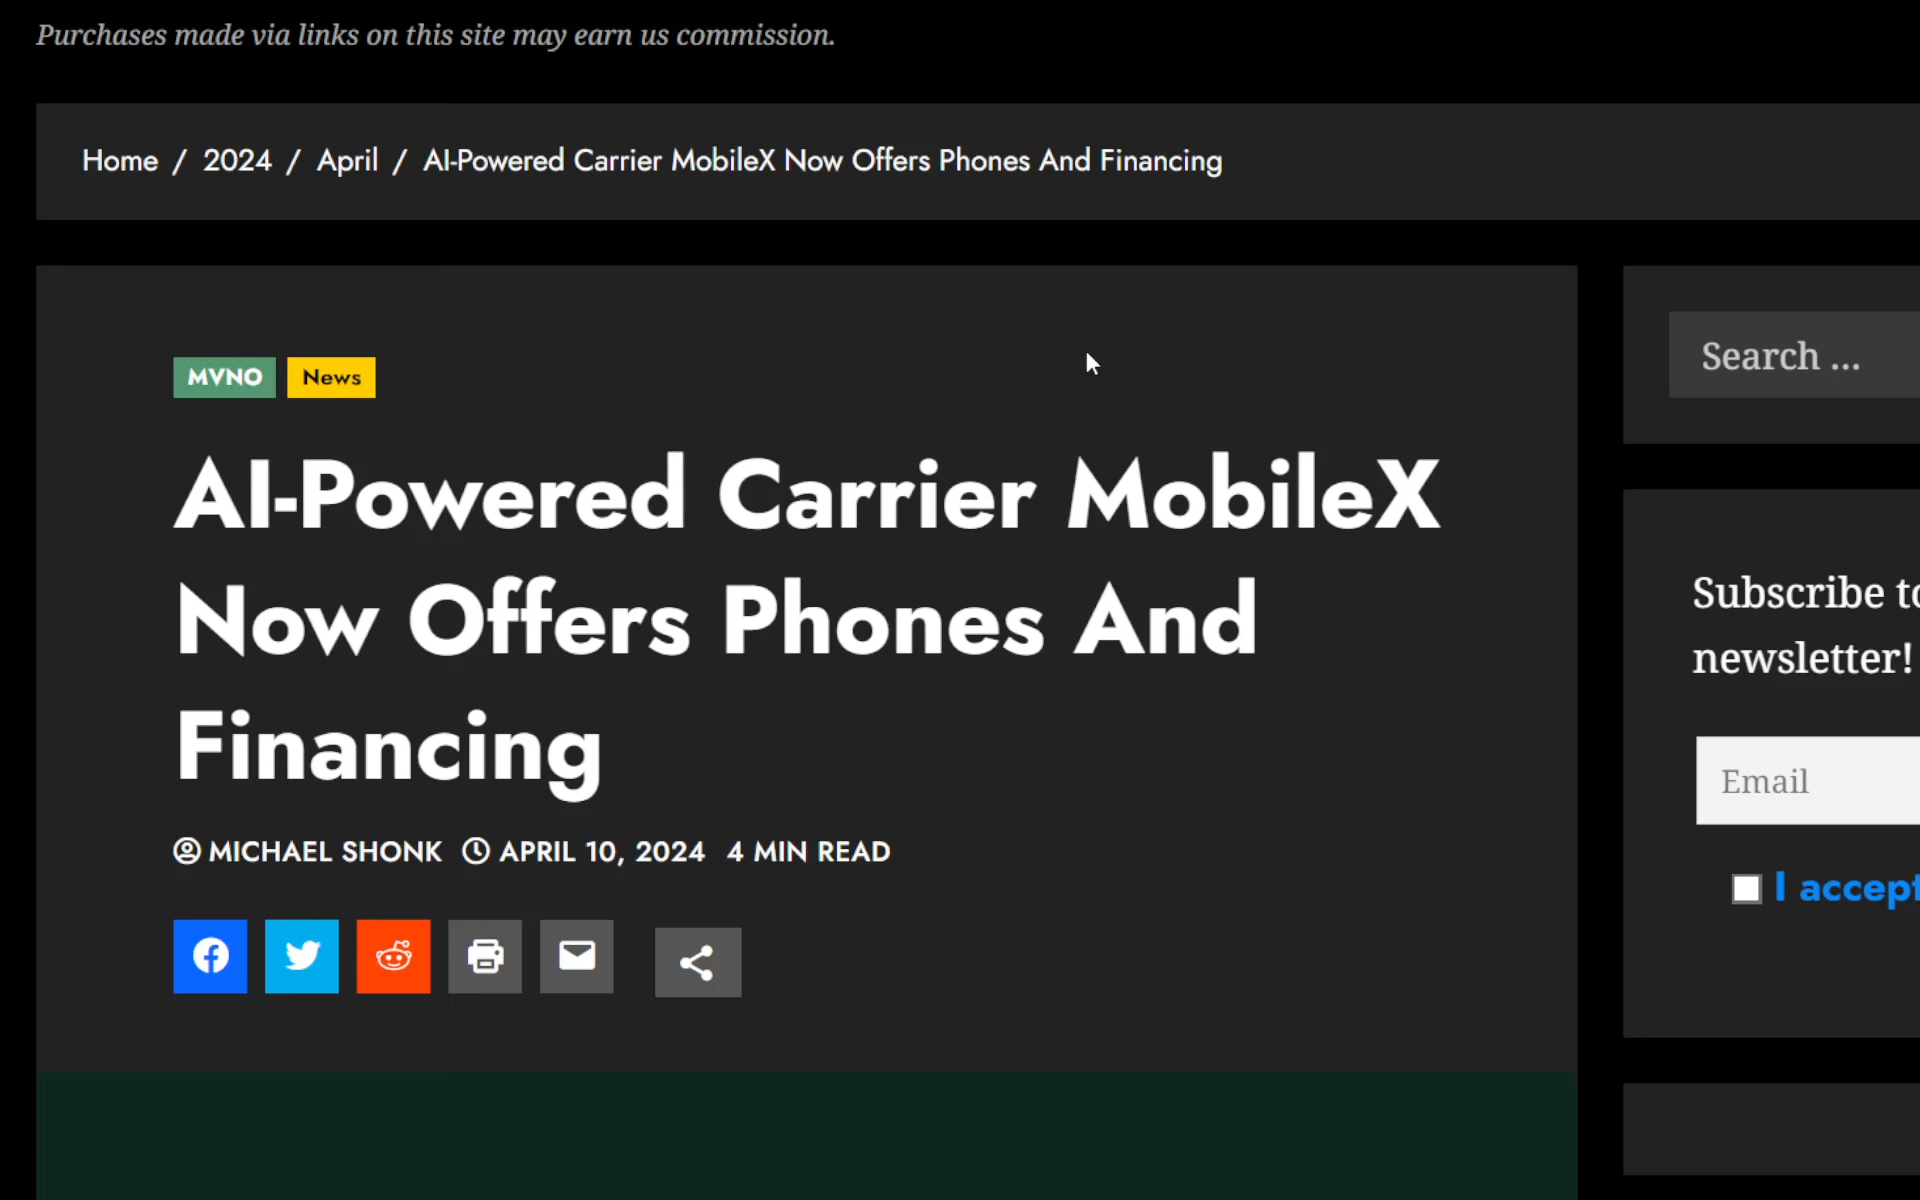 Purchases made via links on this site may earn us commission.
Home / 2024 / April / AI-Powered Carrier MobileX Now Offers Phones And Financing
MVNO News
AI-Powered Carrier MobileX
Now Offers Phones And
Financing
MICHAEL SHONK APRIL 10, 2024 4 MIN READ
Search ...
Subscribe to
newsletter!
Email
I accept